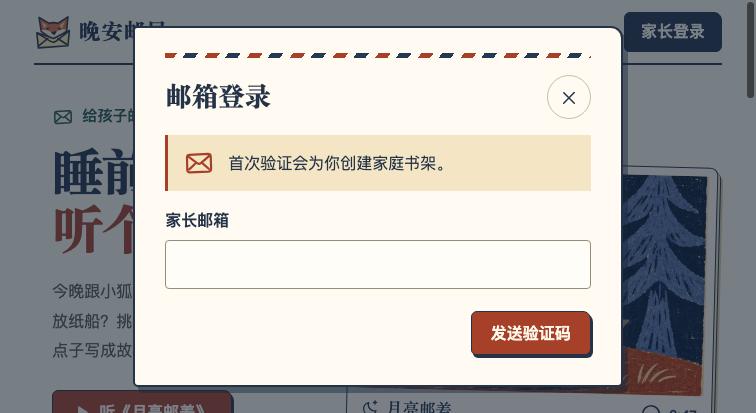 晚安邮局
家长登录
邮箱登录
给孩子的
首次验证会为你创建家庭书架。
睡前
听个
家长邮箱
今晚跟小狐
放纸船？挑
点子写成故
发送验证码
听《月亮邮差》
月亮邮差